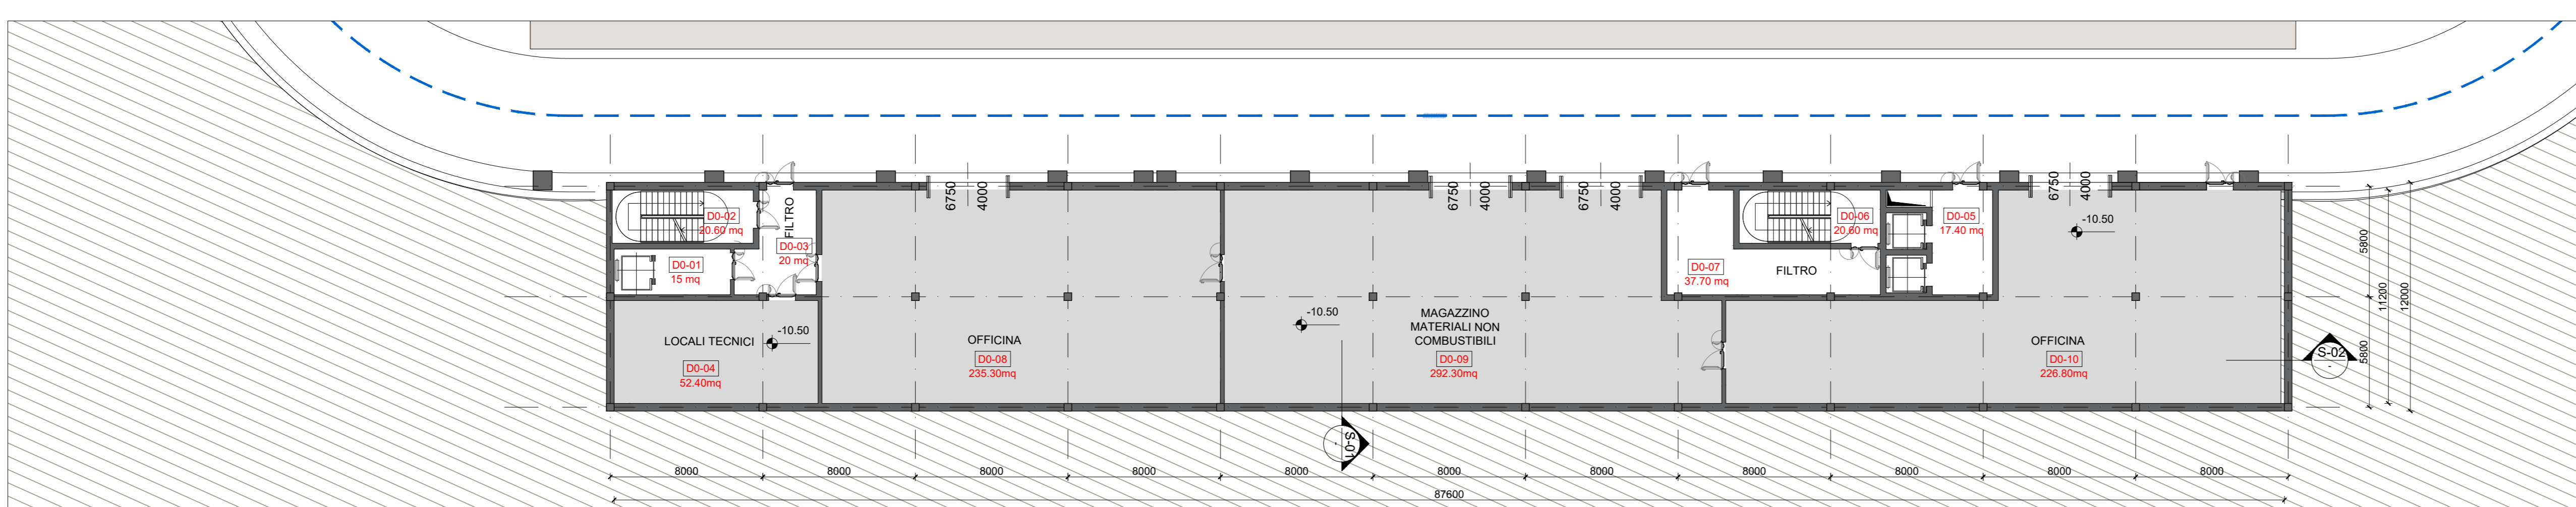 6750
4000
6750
4000
6750
4000
6750
4000
D0-02
20.60 mq
FILTRO
D0-03
20 mq
D0-01
15 mq
D0-06
20.60 mq
D0-05
17.40 mq
-10.50
D0-07
37.70 mq
FILTRO
5800
11200
12000
5800
-10.50
LOCALI TECNICI
D0-04
52.40mq
OFFICINA
D0-08
235.30mq
-10.50
MAGAZZINO
MATERIALI NON
COMBUSTIBILI
D0-09
292.30mq
OFFICINA
D0-10
226.80mq
S-02
-
S-01
-
8000
8000
8000
8000
8000
8000
8000
8000
8000
8000
8000
87600